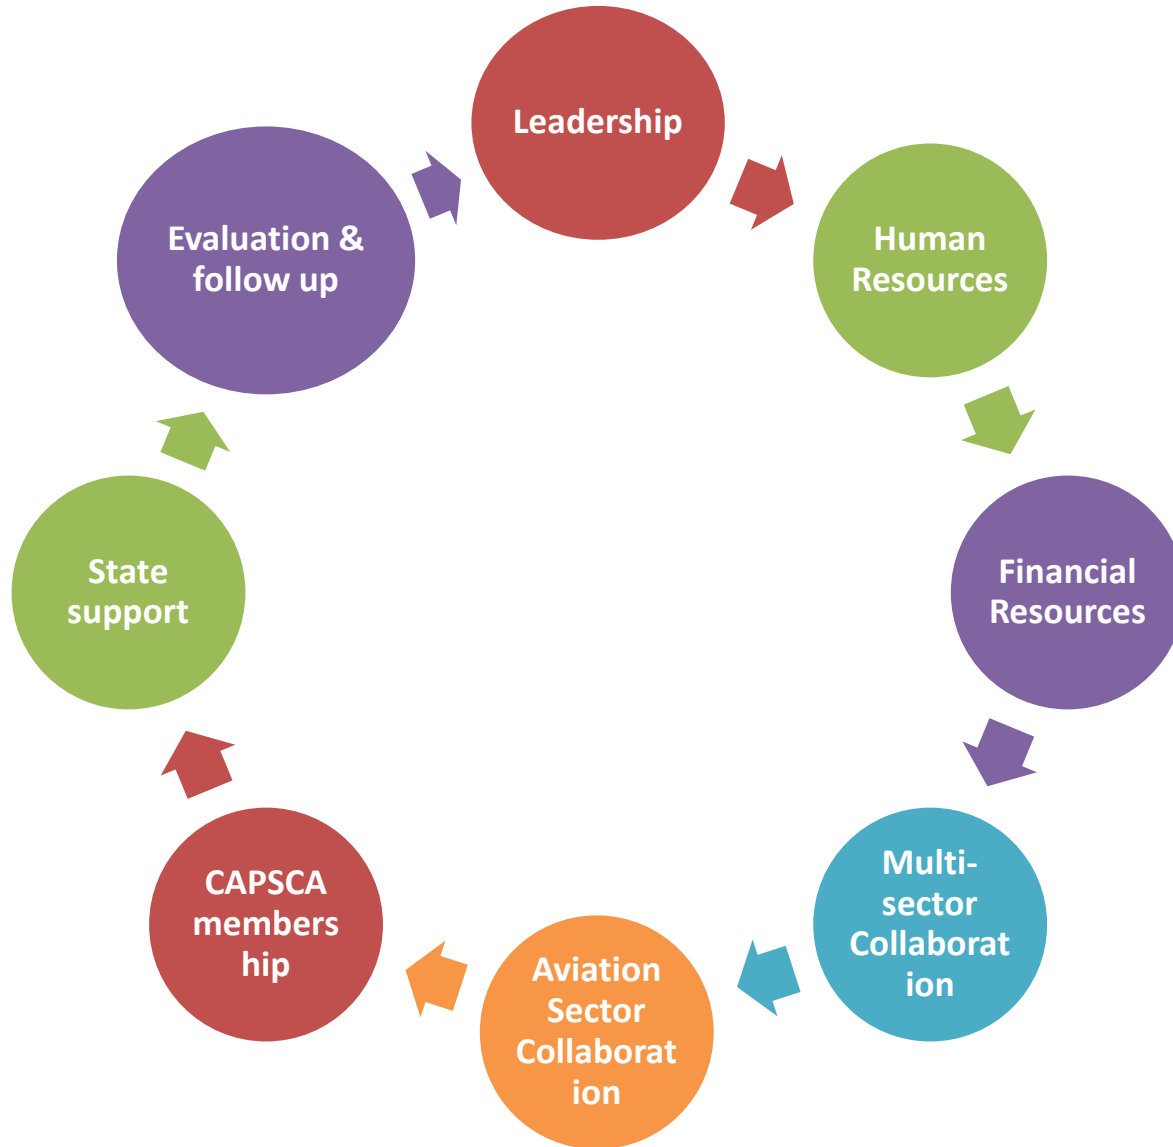 Leadership
Human
Resources
Financial
Resources
Multi-
sector
Collaborat
ion
Aviation
Sector
Collaborat
ion
CAPSCA
members
hip
State
support
Evaluation &
follow up